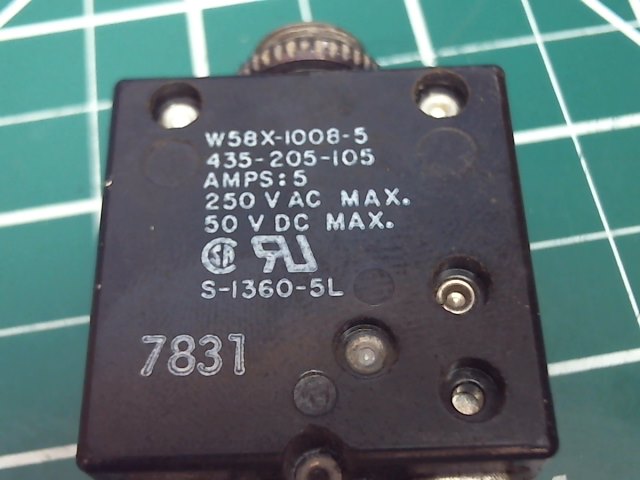 W58X-1008-5
435-205-105
AMPS:5
250 V AC MAX.
50 V DC MAX.
S-1360-5L
7831